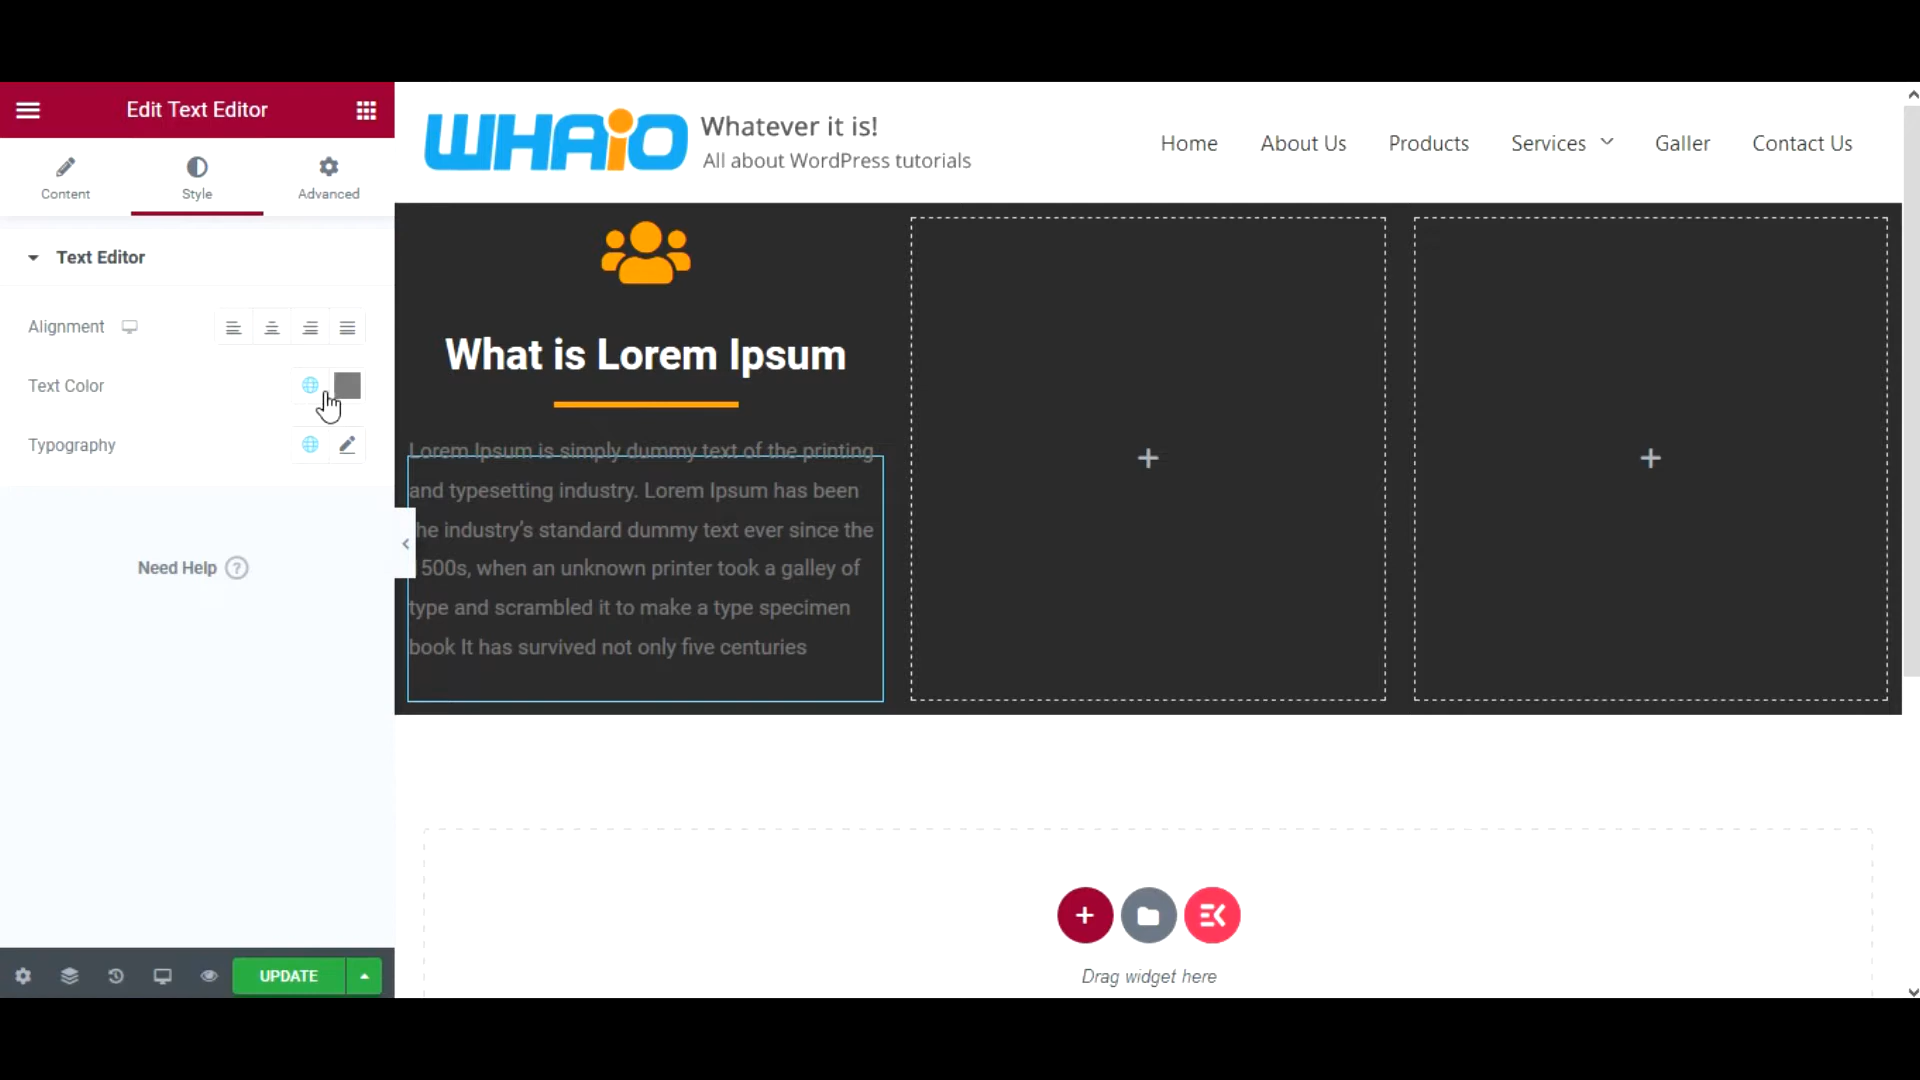 Edit Text Editor
Content
Style
Advanced
Text Editor
Alignment
Text Color
Typography
Need Help ?
UPDATE
WHAiO
Whatever it is!
All about WordPress tutorials
Home
About Us
Products
Services
Galler
Contact Us
What is Lorem Ipsum
Lorem Ipsum is simply dummy text of the printing
and typesetting industry. Lorem Ipsum has been
he industry's standard dummy text ever since the
500s, when an unknown printer took a galley of
type and scrambled it to make a type specimen
book It has survived not only five centuries
Drag widget here